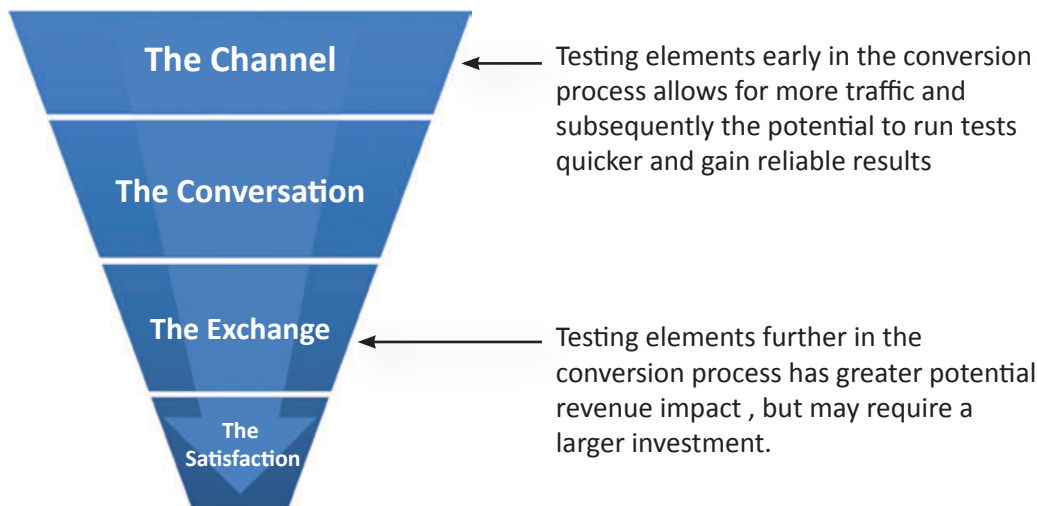 The Channel
Testing elements early in the conversion
process allows for more traffic and
subsequently the potential to run tests
quicker and gain reliable results
The Conversation
The Exchange
Testing elements further in the
conversion process has greater potential
revenue impact , but may require a
larger investment.
The
Satisfaction